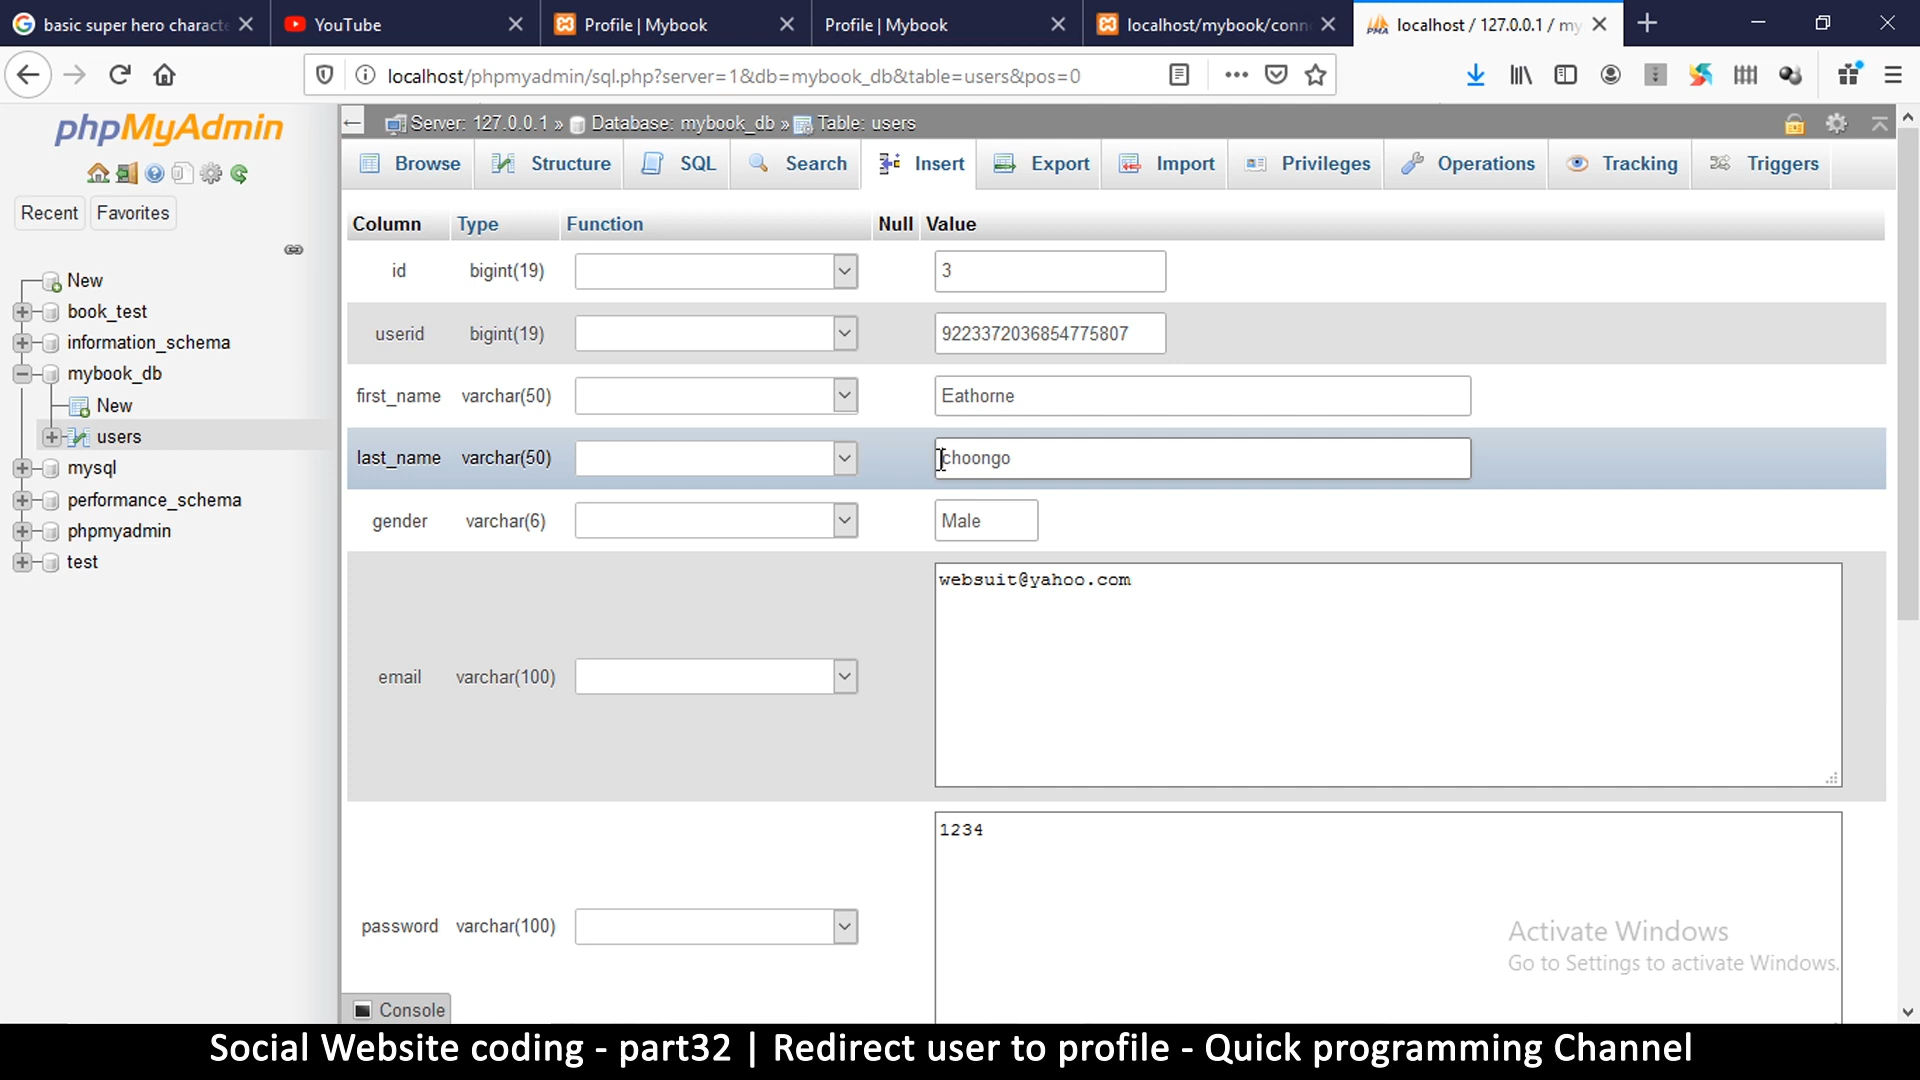 basic super hero characte
YouTube
Profile | Mybook
Profile | Mybook
localhost/mybook/conn
PMA
localhost / 127.0.0.1 / my
localhost/phpmyadmin/sql.php?server=1&db=mybook_db&table=users&pos=0
phpMyAdmin
Recent
Favorites
New
book_test
information_schema
mybook_db
New
users
mysql
performance_schema
phpmyadmin
test
Server: 127.0.0.1 » Database: mybook_db » Table: users
Browse Structure SQL Search Insert Export Import Privileges Operations Tracking Triggers
Column Type Function Null Value
id bigint(19) 3
userid bigint(19) 9223372036854775807
first_name varchar(50) Eathorne
last_name varchar(50) choongo
gender varchar(6) Male
email varchar(100) websuit@yahoo.com
password varchar(100) 1234
Activate Windows
Go to Settings to activate Windows.
Console
Social Website coding - part32 | Redirect user to profile - Quick programming Channel